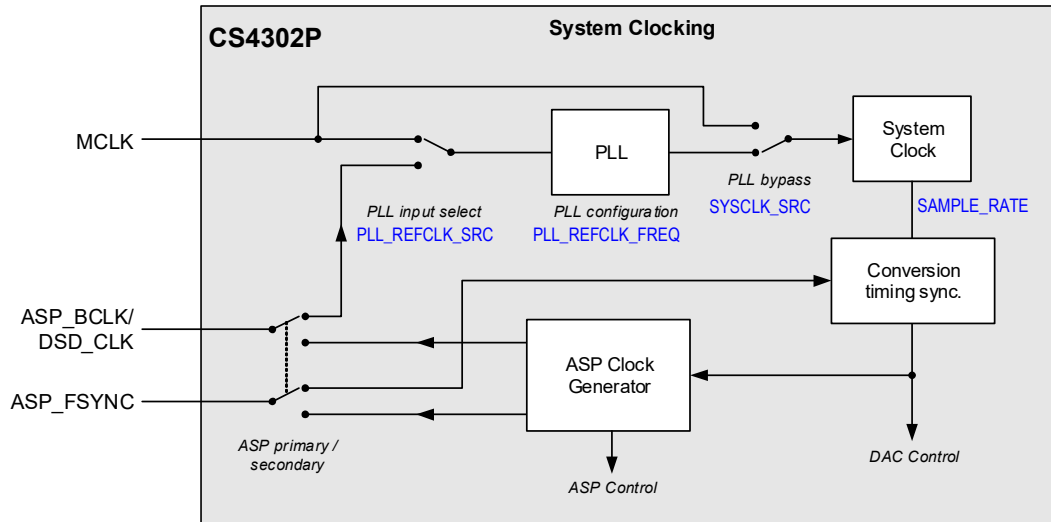 System Clocking
CS4302P
MCLK
PLL
System
Clock
PLL bypass
SYSCLK_SRC
PLL input select
PLL_REFCLK_SRC
PLL configuration
PLL_REFCLK_FREQ
SAMPLE_RATE
Conversion
timing sync.
ASP_BCLK/
DSD_CLK
ASP_FSYNC
ASP Clock
Generator
ASP primary /
secondary
DAC Control
ASP Control